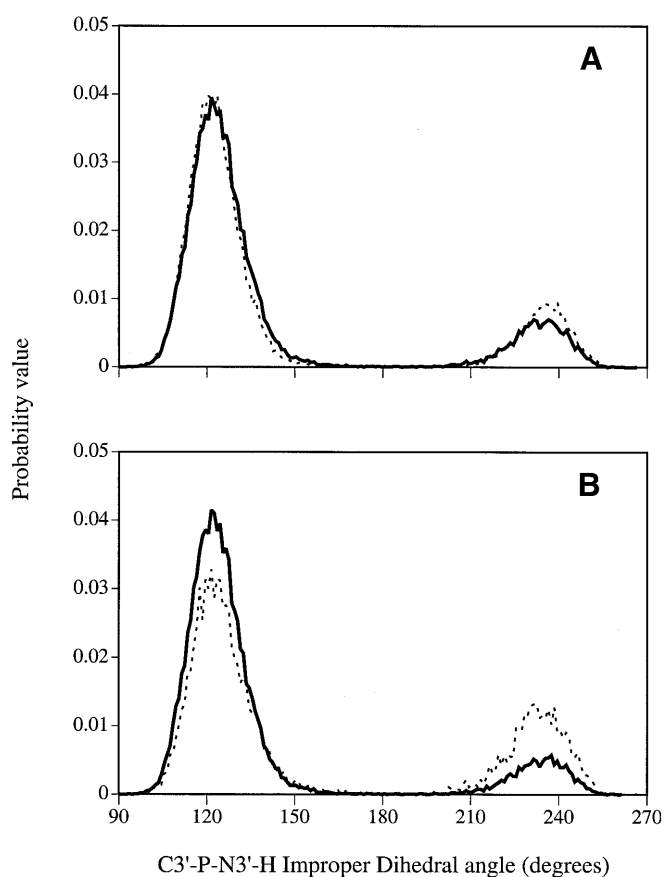 0.05
A
0.04
0.03
0.02
0.01
0
Probability value
0.05
B
0.04
0.03
0.02
0.01
0
90 120 150 180 210 240 270
C3'-P-N3'-H Improper Dihedral angle (degrees)